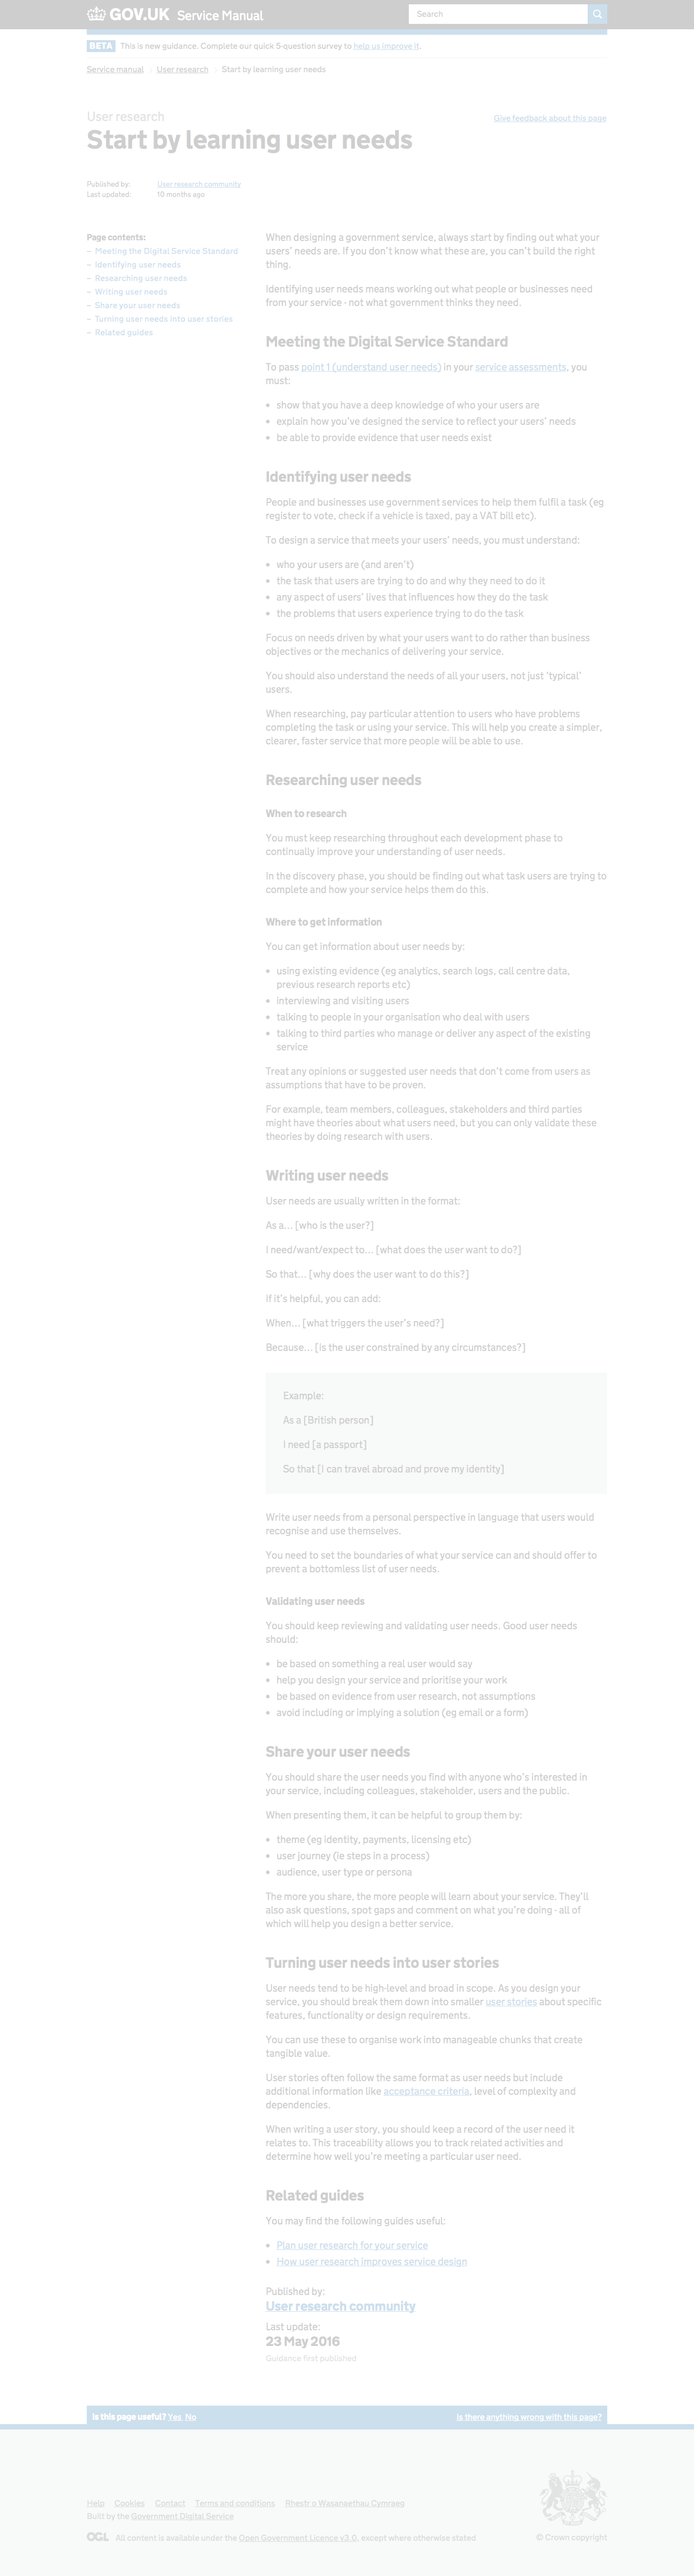 GOV.UK Service Manual
Search
BETA This is new guidance. Complete our quick 5-question survey to help us improve it.
Service manual User research Start by learning user needs
User research
Give feedback about this page
Start by learning user needs
Published by: User research community
Last updated: 10 months ago
Page contents:
– Meeting the Digital Service Standard
– Identifying user needs
– Researching user needs
– Writing user needs
– Share your user needs
– Turning user needs into user stories
– Related guides
When designing a government service, always start by finding out what your
users' needs are. If you don't know what these are, you can't build the right
thing.
Identifying user needs means working out what people or businesses need
from your service - not what government thinks they need.
Meeting the Digital Service Standard
To pass point 1 (understand user needs) in your service assessments, you
must:
• show that you have a deep knowledge of who your users are
• explain how you've designed the service to reflect your users' needs
• be able to provide evidence that user needs exist
Identifying user needs
People and businesses use government services to help them fulfil a task (eg
register to vote, check if a vehicle is taxed, pay a VAT bill etc).
To design a service that meets your users' needs, you must understand:
• who your users are (and aren't)
• the task that users are trying to do and why they need to do it
• any aspect of users' lives that influences how they do the task
• the problems that users experience trying to do the task
Focus on needs driven by what your users want to do rather than business
objectives or the mechanics of delivering your service.
You should also understand the needs of all your users, not just 'typical'
users.
When researching, pay particular attention to users who have problems
completing the task or using your service. This will help you create a simpler,
clearer, faster service that more people will be able to use.
Researching user needs
When to research
You must keep researching throughout each development phase to
continually improve your understanding of user needs.
In the discovery phase, you should be finding out what task users are trying to
complete and how your service helps them do this.
Where to get information
You can get information about user needs by:
• using existing evidence (eg analytics, search logs, call centre data,
previous research reports etc)
• interviewing and visiting users
• talking to people in your organisation who deal with users
• talking to third parties who manage or deliver any aspect of the existing
service
Treat any opinions or suggested user needs that don't come from users as
assumptions that have to be proven.
For example, team members, colleagues, stakeholders and third parties
might have theories about what users need, but you can only validate these
theories by doing research with users.
Writing user needs
User needs are usually written in the format:
As a… [who is the user?]
I need/want/expect to… [what does the user want to do?]
So that… [why does the user want to do this?]
If it's helpful, you can add:
When… [what triggers the user's need?]
Because… [is the user constrained by any circumstances?]
Example:
As a [British person]
I need [a passport]
So that [I can travel abroad and prove my identity]
Write user needs from a personal perspective in language that users would
recognise and use themselves.
You need to set the boundaries of what your service can and should offer to
prevent a bottomless list of user needs.
Validating user needs
You should keep reviewing and validating user needs. Good user needs
should:
• be based on something a real user would say
• help you design your service and prioritise your work
• be based on evidence from user research, not assumptions
• avoid including or implying a solution (eg email or a form)
Share your user needs
You should share the user needs you find with anyone who's interested in
your service, including colleagues, stakeholder, users and the public.
When presenting them, it can be helpful to group them by:
• theme (eg identity, payments, licensing etc)
• user journey (ie steps in a process)
• audience, user type or persona
The more you share, the more people will learn about your service. They'll
also ask questions, spot gaps and comment on what you're doing - all of
which will help you design a better service.
Turning user needs into user stories
User needs tend to be high-level and broad in scope. As you design your
service, you should break them down into smaller user stories about specific
features, functionality or design requirements.
You can use these to organise work into manageable chunks that create
tangible value.
User stories often follow the same format as user needs but include
additional information like acceptance criteria, level of complexity and
dependencies.
When writing a user story, you should keep a record of the user need it
relates to. This traceability allows you to track related activities and
determine how well you're meeting a particular user need.
Related guides
You may find the following guides useful:
• Plan user research for your service
• How user research improves service design
Published by:
User research community
Last update:
23 May 2016
Guidance first published
Is this page useful? Yes No
Is there anything wrong with this page?
Help Cookies Contact Terms and conditions Rhestr o Wasanaethau Cymraeg
Built by the Government Digital Service
OGL All content is available under the Open Government Licence v3.0, except where otherwise stated
© Crown copyright